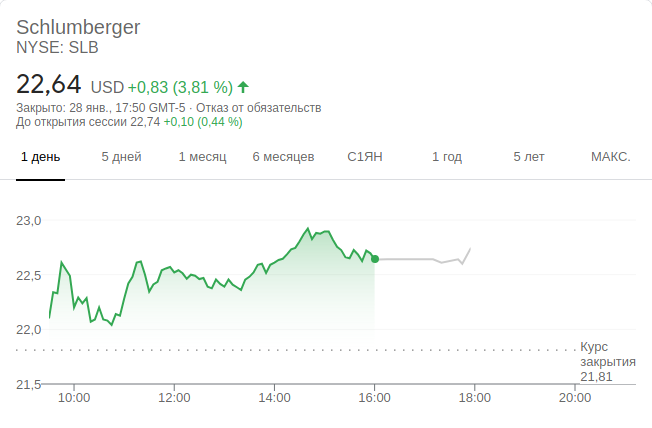 Schlumberger
NYSE: SLB
22,64 USD +0,83 (3,81 %)
Закрыто: 28 янв., 17:50 GMT-5 · Отказ от обязательств
До открытия сессии 22,74 +0,10 (0,44 %)
1 день 5 дней 1 месяц 6 месяцев С1ЯН 1 год 5 лет МАКС.
23,0
22,5
22,0
Курс
закрытия
21,81
21,5
10:00 12:00 14:00 16:00 18:00 20:00